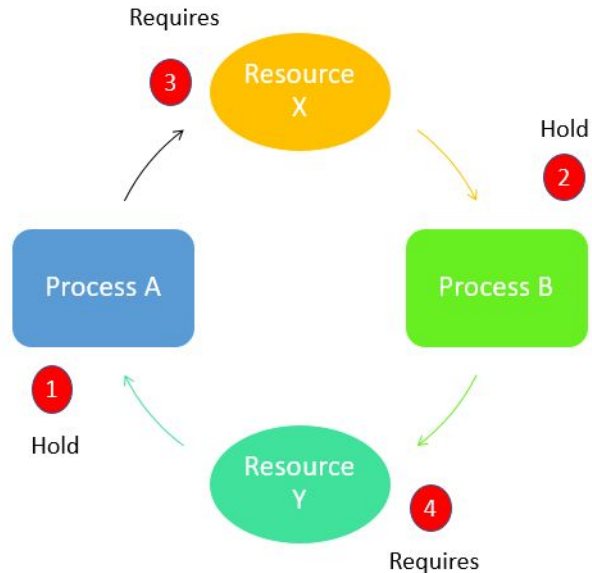 Requires
3
Resource
X
Hold
2
Process A
Process B
1
Hold
Resource
Y
4
Requires